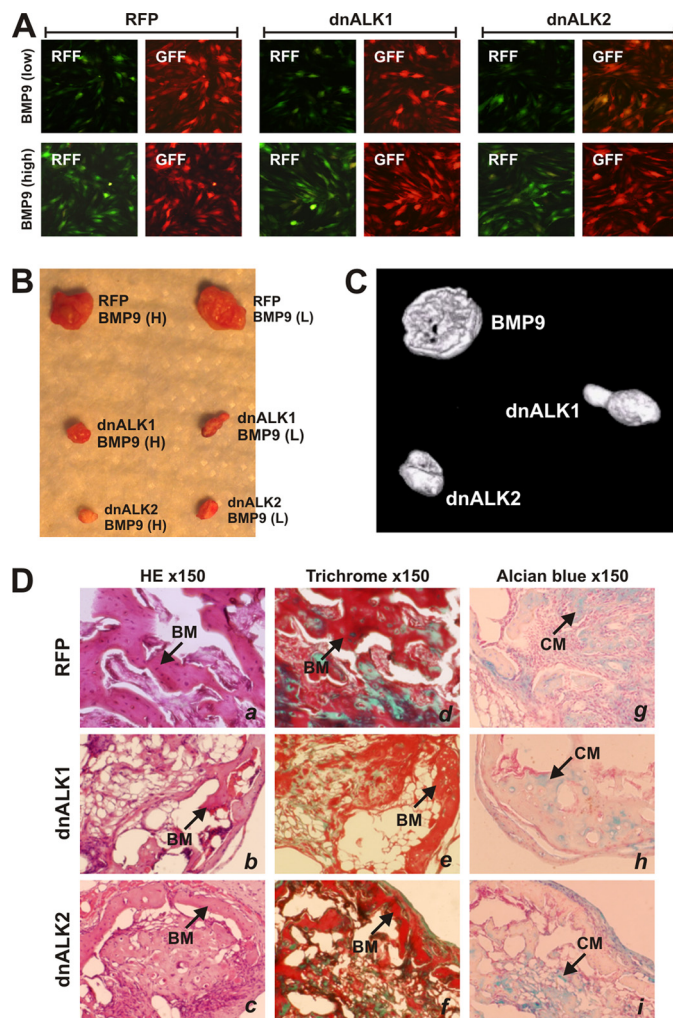 A
RFP dnALK1 dnALK2
BMP9 (low)
RFF GFF RFF GFF RFF GFF
BMP9 (high)
RFF GFF RFF GFF RFF GFF
B
RFP
BMP9 (H)
RFP
BMP9 (L)
dnALK1
BMP9 (H)
dnALK1
BMP9 (L)
dnALK2
BMP9 (H)
dnALK2
BMP9 (L)
C
BMP9
dnALK1
dnALK2
D
HE x150 Trichrome x150 Alcian blue x150
RFP
BM
a
BM
d
CM
g
dnALK1
BM
b
BM
e
CM
h
dnALK2
BM
c
BM
f
CM
i